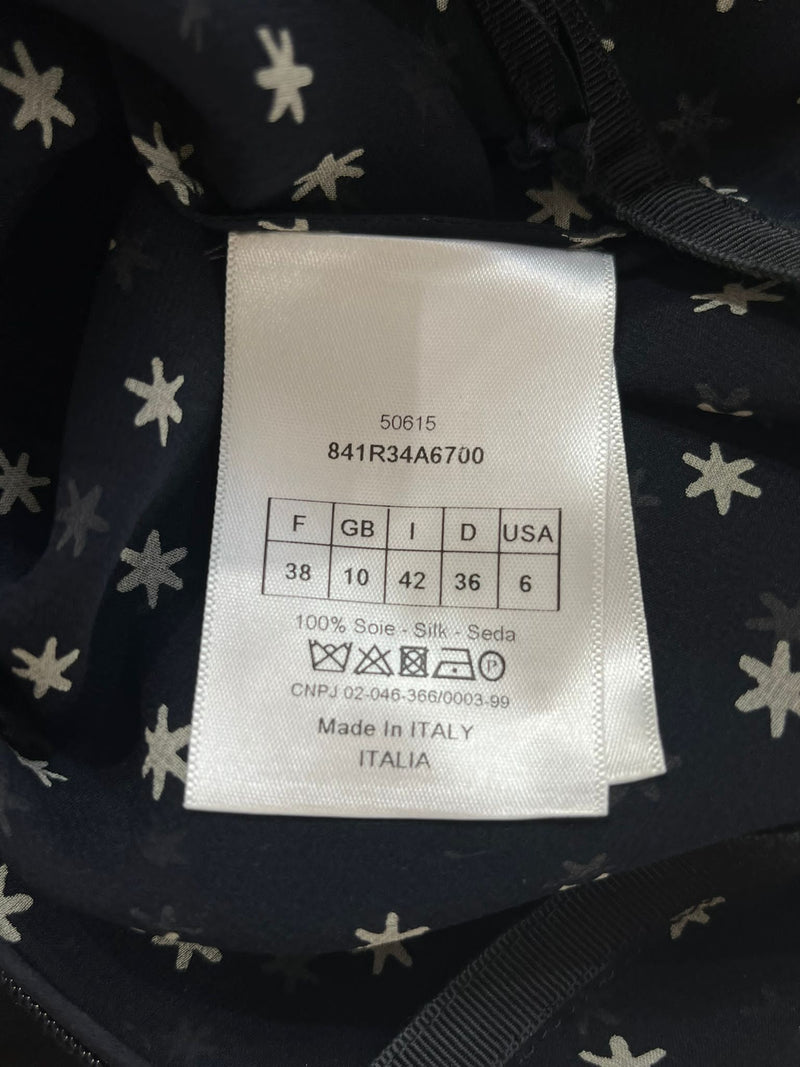 50615
841R34A6700
F GB I D USA
38 10 42 36 6
100% Soie - Silk - Seda
P
CNPJ 02-046-366/0003-99
Made In ITALY
ITALIA